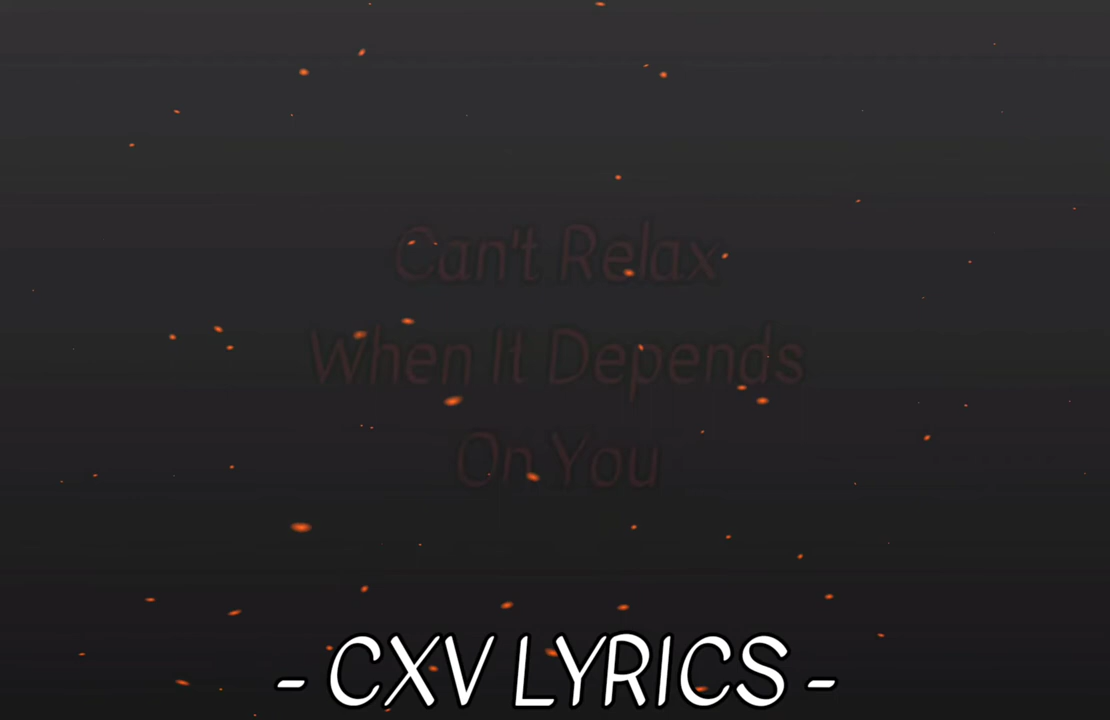 Can't Relax
When It Depends
On You
- CXV LYRICS -